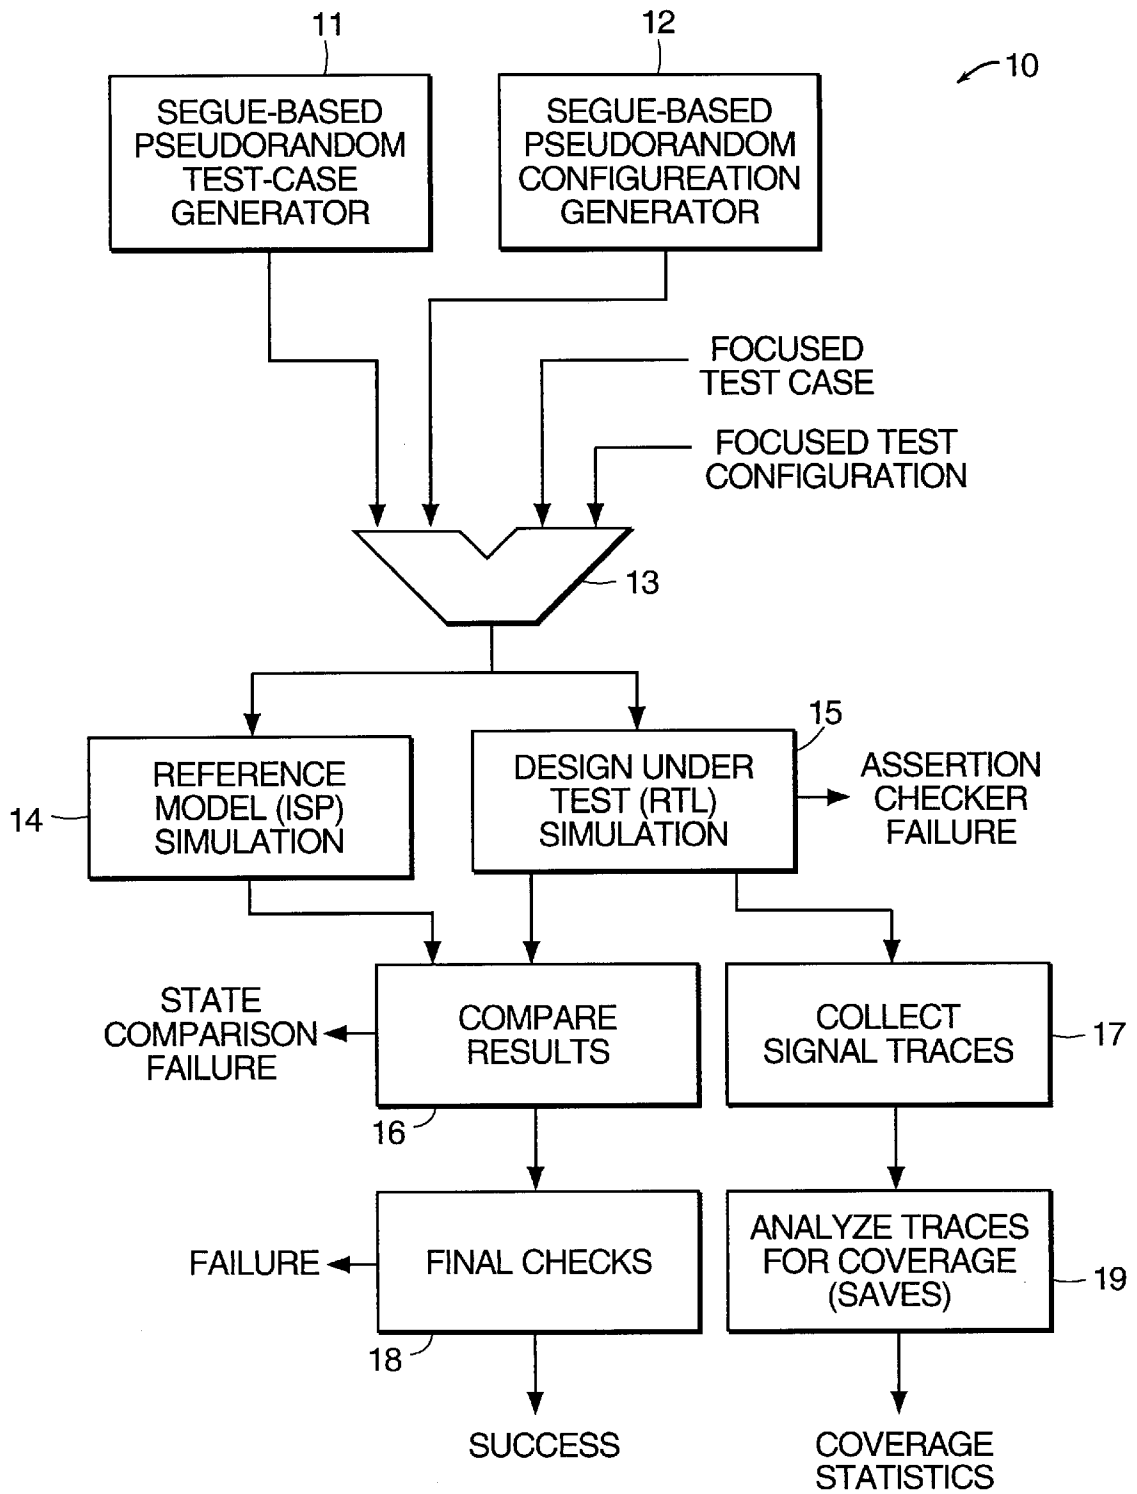 11
12
10
SEGUE-BASED
PSEUDORANDOM
TEST-CASE
GENERATOR
SEGUE-BASED
PSEUDORANDOM
CONFIGUREATION
GENERATOR
FOCUSED
TEST CASE
FOCUSED TEST
CONFIGURATION
13
14
REFERENCE
MODEL (ISP)
SIMULATION
15
DESIGN UNDER
TEST (RTL)
SIMULATION
ASSERTION
CHECKER
FAILURE
STATE
COMPARISON
FAILURE
COMPARE
RESULTS
16
COLLECT
SIGNAL TRACES
17
FAILURE
FINAL CHECKS
18
ANALYZE TRACES
FOR COVERAGE
(SAVES)
19
SUCCESS
COVERAGE
STATISTICS